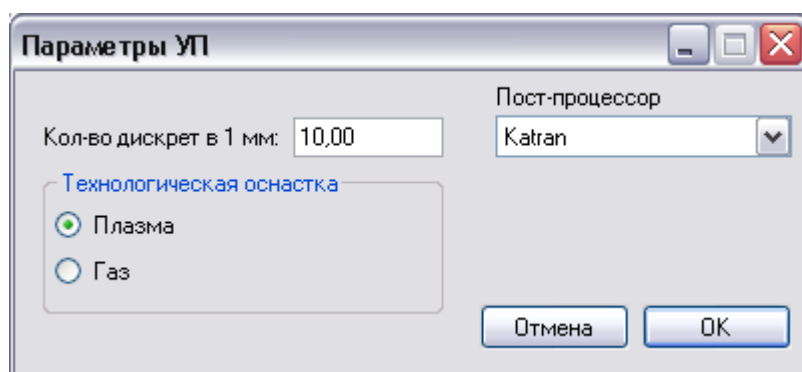 Параметры УП
Пост-процессор
Кол-во дискрет в 1 мм: 10,00
Katran
Технологическая оснастка
Плазма
Газ
Отмена
OK